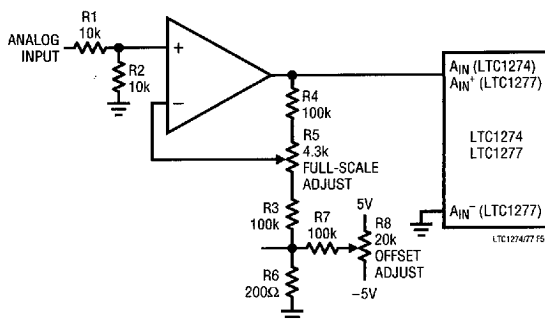 R1
10k
ANALOG
INPUT
R2
10k
+
−
R4
100k
R5
4.3k
FULL-SCALE
ADJUST
R3
100k
R7
100k
5V
R8
20k
OFFSET
ADJUST
−5V
R6
200Ω
AIN (LTC1274)
AIN+ (LTC1277)
LTC1274
LTC1277
AIN− (LTC1277)
LTC1274/77 F5